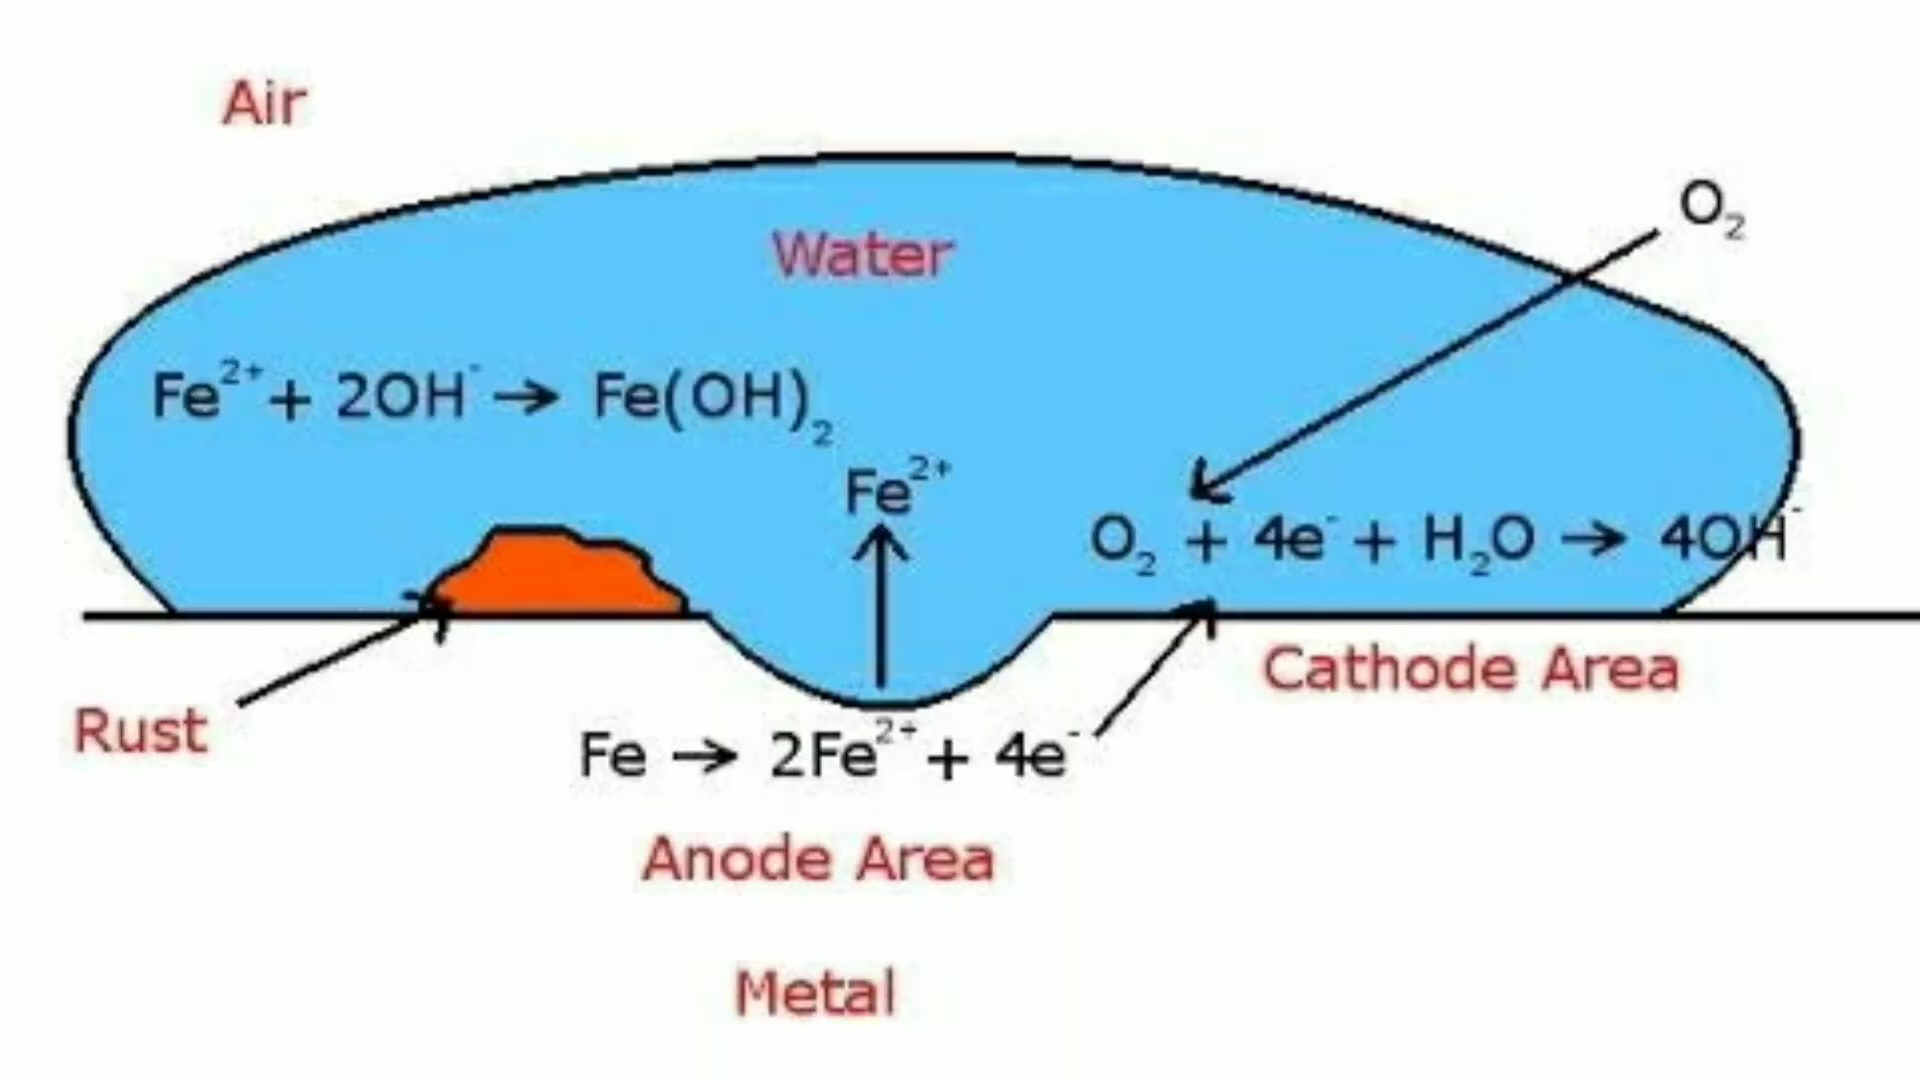 Air
O₂
Water
Fe²⁺ + 2OH⁻ → Fe(OH)₂
Fe²⁺
O₂ + 4e⁻ + H₂O → 4OH⁻
Cathode Area
Rust
Fe → 2Fe²⁺ + 4e⁻
Anode Area
Metal